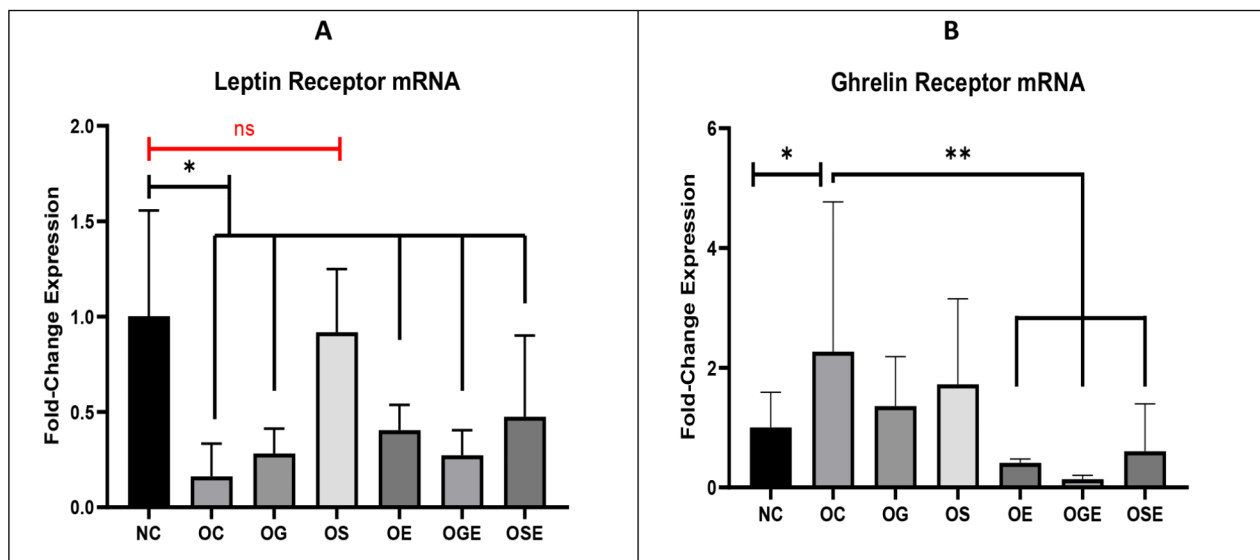 A
Leptin Receptor mRNA
Fold-Change Expression
2.0
1.5
1.0
0.5
0.0
ns
*
NC OC OG OS OE OGE OSE
B
Ghrelin Receptor mRNA
Fold-Change Expression
6
4
2
0
* **
NC OC OG OS OE OGE OSE